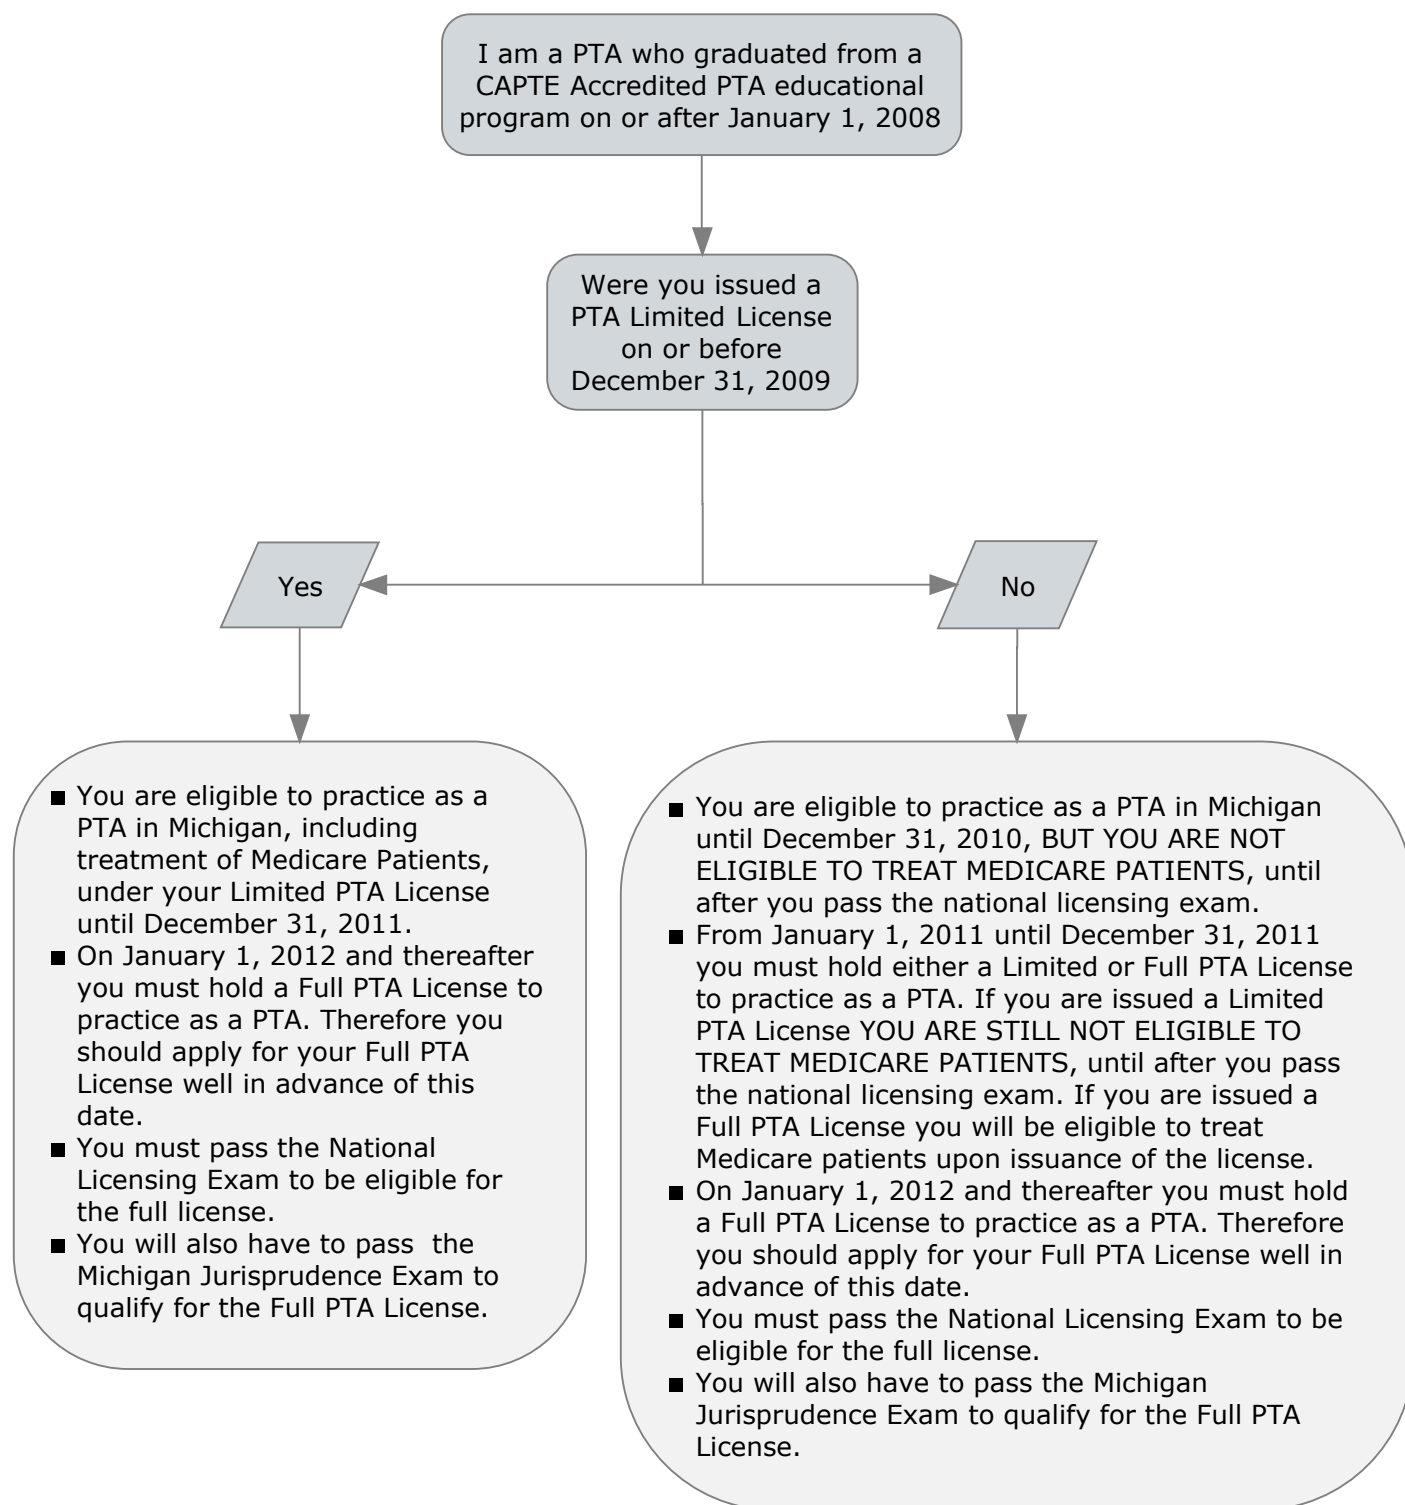 I am a PTA who graduated from a
CAPTE Accredited PTA educational
program on or after January 1, 2008
Were you issued a
PTA Limited License
on or before
December 31, 2009
Yes
No
■ You are eligible to practice as a
PTA in Michigan, including
treatment of Medicare Patients,
under your Limited PTA License
until December 31, 2011.
■ On January 1, 2012 and thereafter
you must hold a Full PTA License to
practice as a PTA. Therefore you
should apply for your Full PTA
License well in advance of this
date.
■ You must pass the National
Licensing Exam to be eligible for
the full license.
■ You will also have to pass  the
Michigan Jurisprudence Exam to
qualify for the Full PTA License.
■ You are eligible to practice as a PTA in Michigan
until December 31, 2010, BUT YOU ARE NOT
ELIGIBLE TO TREAT MEDICARE PATIENTS, until
after you pass the national licensing exam.
■ From January 1, 2011 until December 31, 2011
you must hold either a Limited or Full PTA License
to practice as a PTA. If you are issued a Limited
PTA License YOU ARE STILL NOT ELIGIBLE TO
TREAT MEDICARE PATIENTS, until after you pass
the national licensing exam. If you are issued a
Full PTA License you will be eligible to treat
Medicare patients upon issuance of the license.
■ On January 1, 2012 and thereafter you must hold
a Full PTA License to practice as a PTA. Therefore
you should apply for your Full PTA License well in
advance of this date.
■ You must pass the National Licensing Exam to be
eligible for the full license.
■ You will also have to pass the Michigan
Jurisprudence Exam to qualify for the Full PTA
License.